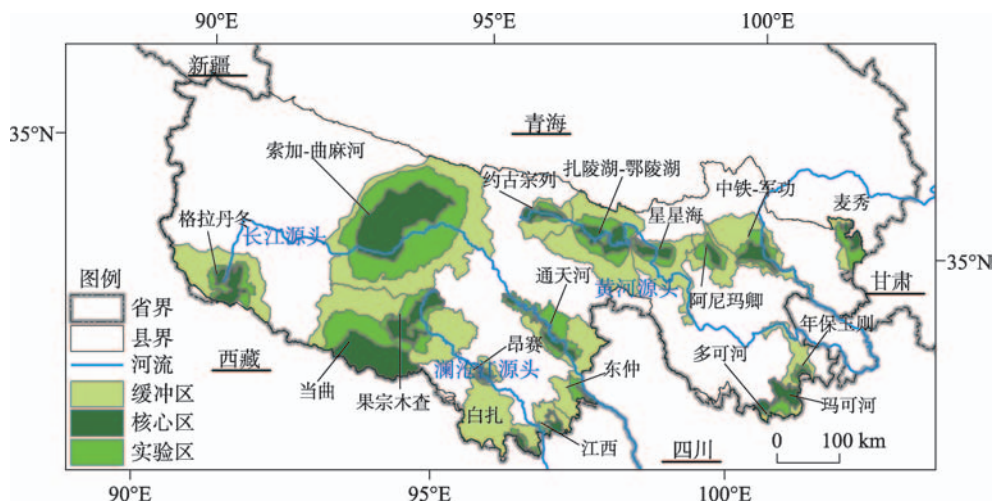 90°E
95°E
100°E
新疆
35°N
青海
索加-曲麻河
扎陵湖-鄂陵湖
约古宗列
中铁-军功
麦秀
星星海
格拉丹冬
长江源头
通天河
35°N
甘肃
图例
省界
县界
河流
缓冲区
核心区
实验区
黄河源头
阿尼玛卿
年保玉则
西藏
昂赛
多可河
澜沧江源头
东仲
当曲
果宗木查
白扎
玛可河
江西
四川
0 100 km
90°E
95°E
100°E